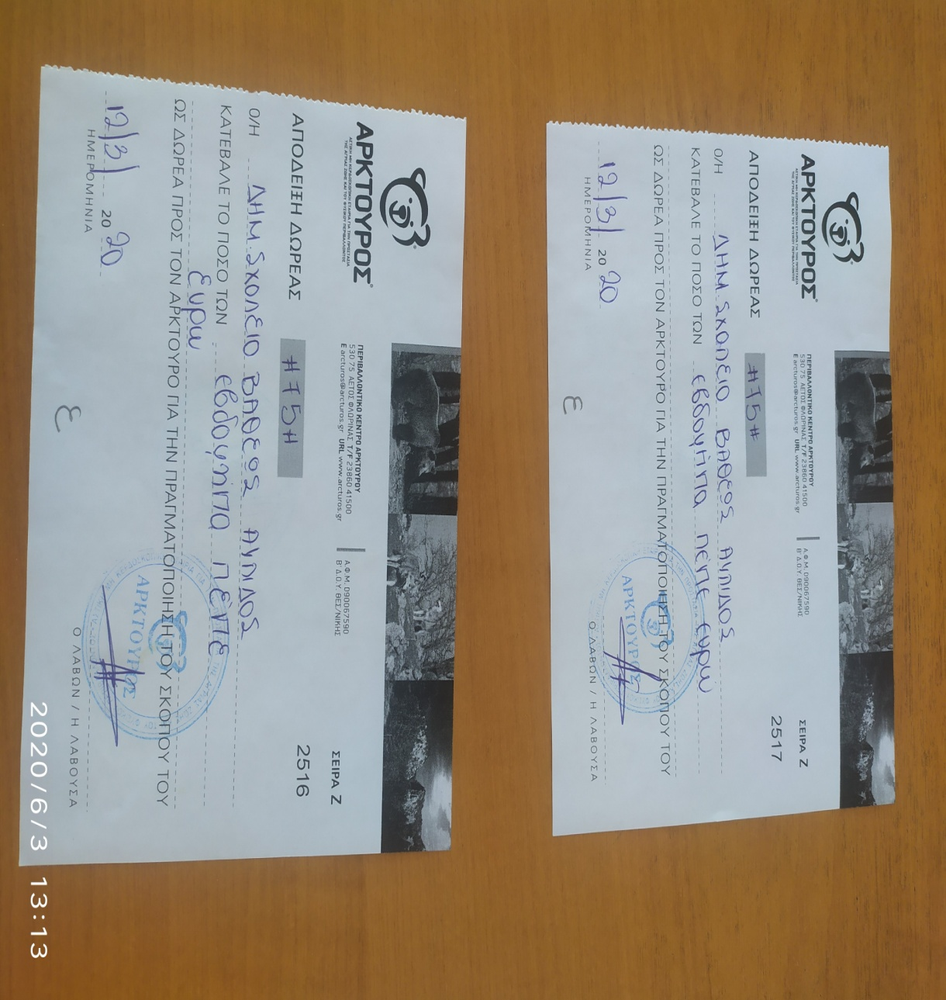 ΑΡΚΤΟΥΡΟΣ
ΑΣΤΙΚΗ ΜΗ ΚΕΡΔΟΣΚΟΠΙΚΗ ΕΤΑΙΡΙΑ ΓΙΑ ΤΗΝ ΠΡΟΣΤΑΣΙΑ
ΤΗΣ ΑΓΡΙΑΣ ΖΩΗΣ ΚΑΙ ΤΟΥ ΦΥΣΙΚΟΥ ΠΕΡΙΒΑΛΛΟΝΤΟΣ
ΠΕΡΙΒΑΛΛΟΝΤΙΚΟ ΚΕΝΤΡΟ ΑΡΚΤΟΥΡΟΥ
530 75 ΑΕΤΟΣ ΦΛΩΡΙΝΑΣ T/F 23860 41500
E arcturos@arcturos.gr URL www.arcturos.gr
Α.Φ.Μ. 090067590
Β' Δ.Ο.Υ. ΘΕΣ/ΝΙΚΗΣ
ΣΕΙΡΑ Ζ
2517
ΑΠΟΔΕΙΞΗ ΔΩΡΕΑΣ
#75#
Ο/Η ΔΗΜ. ΣΧΟΛΕΙΟ ΒΑΘΕΟΣ ΑΥΛΙΔΟΣ
ΚΑΤΕΒΑΛΕ ΤΟ ΠΟΣΟ ΤΩΝ εβδομήντα πέντε ευρω
ΩΣ ΔΩΡΕΑ ΠΡΟΣ ΤΟΝ ΑΡΚΤΟΥΡΟ ΓΙΑ ΤΗΝ ΠΡΑΓΜΑΤΟΠΟΙΗΣΗ ΤΟΥ ΣΚΟΠΟΥ ΤΟΥ
ΑΡΚΤΟΥΡΟΣ
12/3/ 20 20
ΗΜΕΡΟΜΗΝΙΑ
ε
Ο ΛΑΒΩΝ / Η ΛΑΒΟΥΣΑ
ΑΡΚΤΟΥΡΟΣ
ΑΣΤΙΚΗ ΜΗ ΚΕΡΔΟΣΚΟΠΙΚΗ ΕΤΑΙΡΙΑ ΓΙΑ ΤΗΝ ΠΡΟΣΤΑΣΙΑ
ΤΗΣ ΑΓΡΙΑΣ ΖΩΗΣ ΚΑΙ ΤΟΥ ΦΥΣΙΚΟΥ ΠΕΡΙΒΑΛΛΟΝΤΟΣ
ΠΕΡΙΒΑΛΛΟΝΤΙΚΟ ΚΕΝΤΡΟ ΑΡΚΤΟΥΡΟΥ
530 75 ΑΕΤΟΣ ΦΛΩΡΙΝΑΣ T/F 23860 41500
E arcturos@arcturos.gr URL www.arcturos.gr
Α.Φ.Μ. 090067590
Β' Δ.Ο.Υ. ΘΕΣ/ΝΙΚΗΣ
ΣΕΙΡΑ Ζ
2516
ΑΠΟΔΕΙΞΗ ΔΩΡΕΑΣ
#75#
Ο/Η ΔΗΜ. ΣΧΟΛΕΙΟ ΒΑΘΕΟΣ ΑΥΛΙΔΟΣ
ΚΑΤΕΒΑΛΕ ΤΟ ΠΟΣΟ ΤΩΝ εβδομήντα πέντε
ευρω
ΩΣ ΔΩΡΕΑ ΠΡΟΣ ΤΟΝ ΑΡΚΤΟΥΡΟ ΓΙΑ ΤΗΝ ΠΡΑΓΜΑΤΟΠΟΙΗΣΗ ΤΟΥ ΣΚΟΠΟΥ ΤΟΥ
ΑΡΚΤΟΥΡΟΣ
12/3/ 20 20
ΗΜΕΡΟΜΗΝΙΑ
ε
Ο ΛΑΒΩΝ / Η ΛΑΒΟΥΣΑ
2020/6/3 13:13